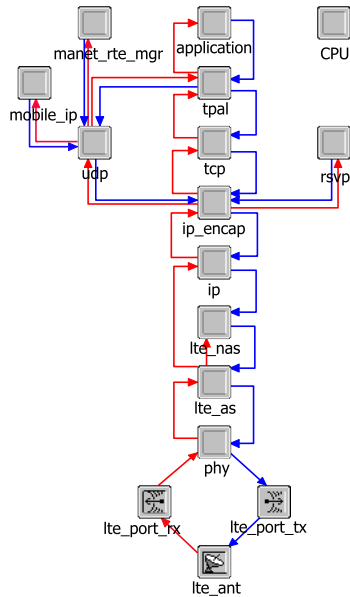 manet_rte_mgr
application
CPU
mobile_ip
tpal
udp
tcp
rsvp
ip_encap
ip
lte_nas
lte_as
phy
lte_port_rx
lte_port_tx
lte_ant